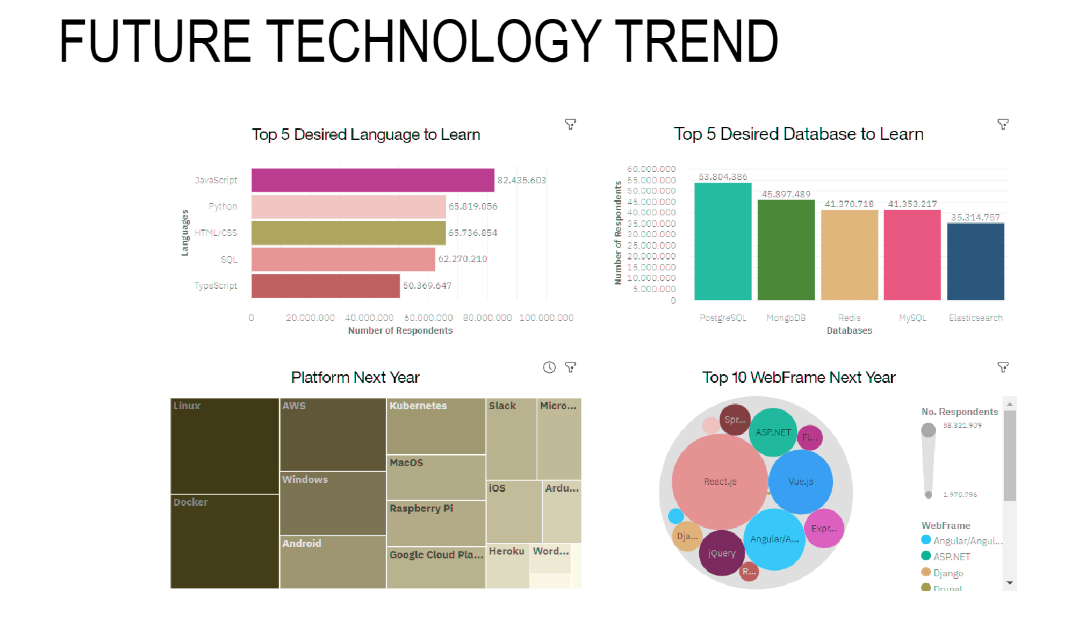 FUTURE TECHNOLOGY TREND
Top 5 Desired Language to Learn
Languages
JavaScript
82.435.603
Python
65.819.056
HTML/CSS
65.736.854
SQL
62.270.210
TypeScript
50.369.647
0 20.000.000 40.000.000 60.000.000 80.000.000 100.000.000
Number of Respondents
Top 5 Desired Database to Learn
Number of Respondents
60.000.000
55.000.000
50.000.000
45.000.000
40.000.000
35.000.000
30.000.000
25.000.000
20.000.000
15.000.000
10.000.000
5.000.000
0
53.804.386
45.897.489
41.370.718
41.353.217
35.314.757
PostgreSQL MongoDB Redis MySQL Elasticsearch
Databases
Platform Next Year
Linux
Docker
AWS
Windows
Android
Kubernetes
MacOS
Raspberry Pi
Google Cloud Pla...
Slack
Micro...
iOS
Ardu...
Heroku
Word...
Top 10 WebFrame Next Year
Spr...
ASP.NET
React.js
Vue.js
Expr...
Angular/A...
Dja...
jQuery
R...
No. Respondents
1.970.796
WebFrame
Angular/Angul...
ASP.NET
Django
Drupal